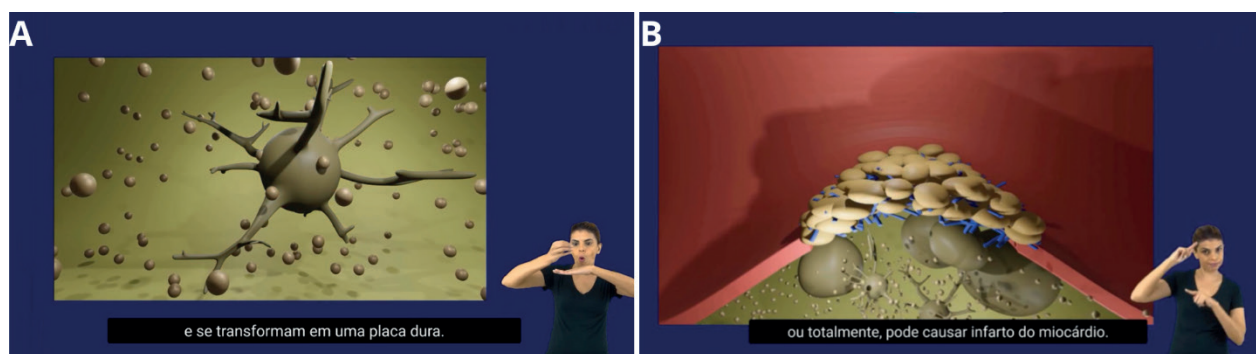 A
B
e se transformam em uma placa dura.
ou totalmente, pode causar infarto do miocárdio.